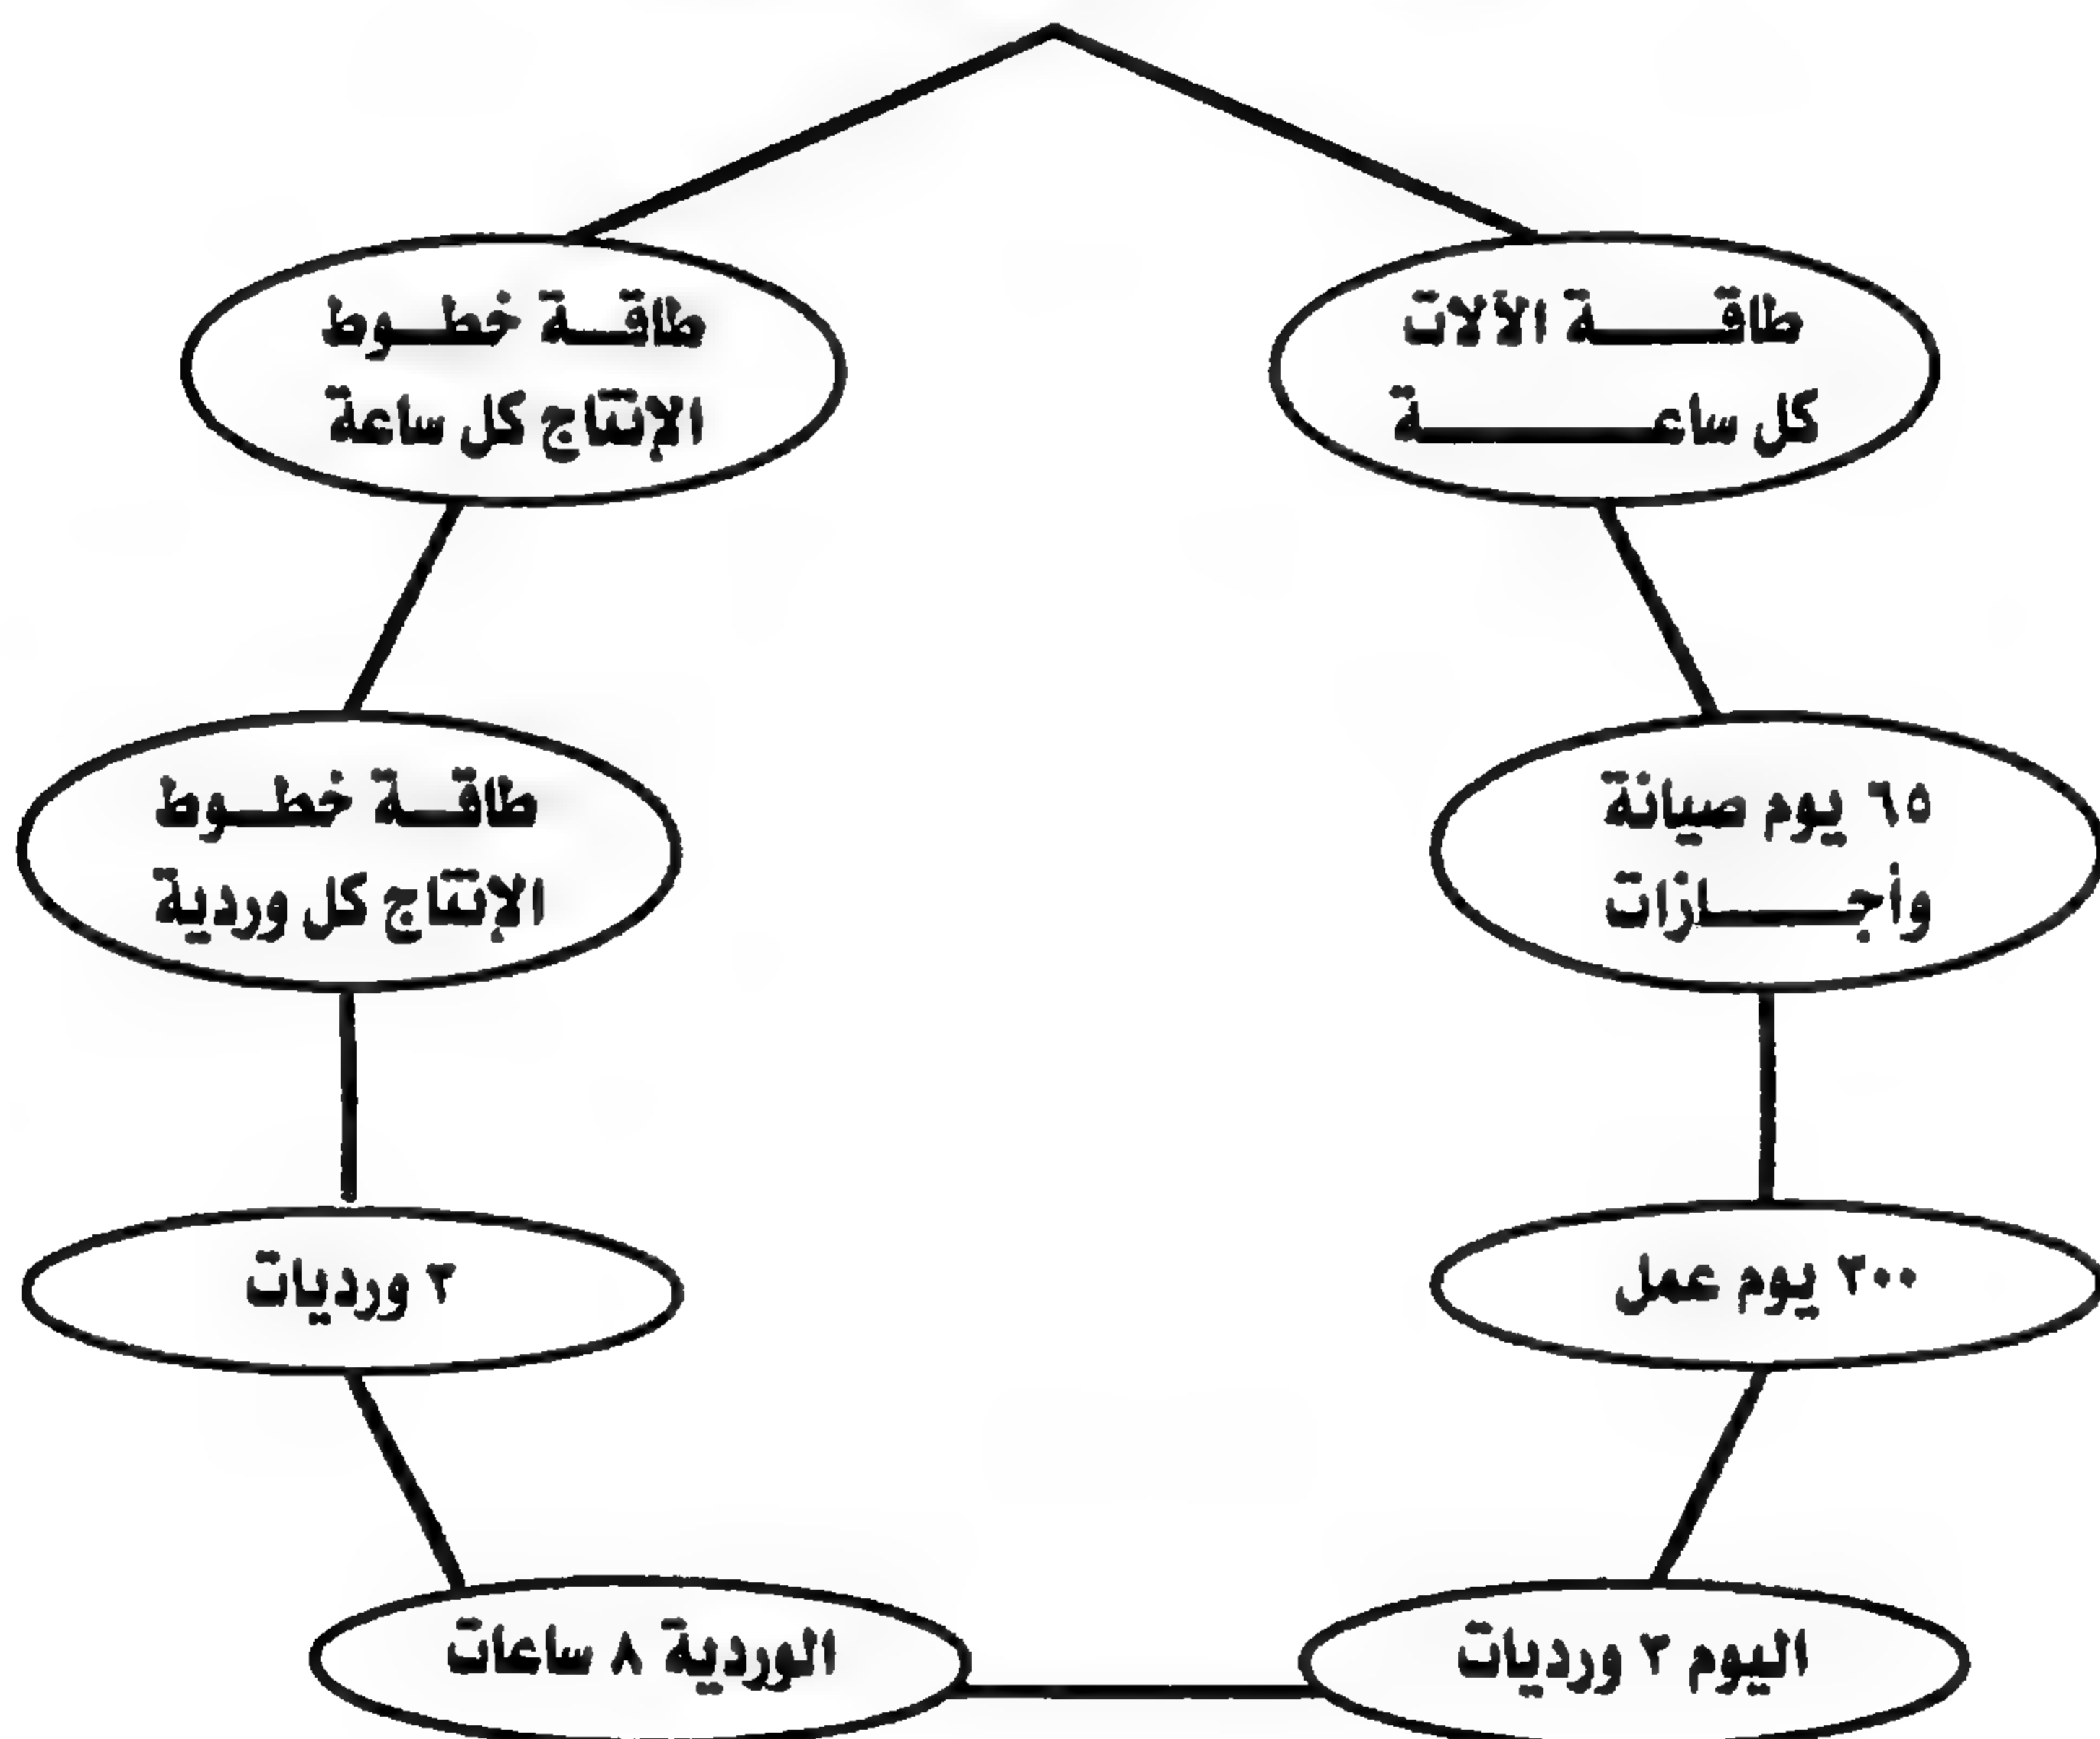 طاقة الآلات
كل ساعة
طاقة خطوط
الإنتاج كل ساعة
٦٥ يوم صيانة
وأجازات
طاقة خطوط
الإنتاج كل وردية
٣٠٠ يوم عمل
٣ ورديات
اليوم ٣ ورديات
الوردية ٨ ساعات